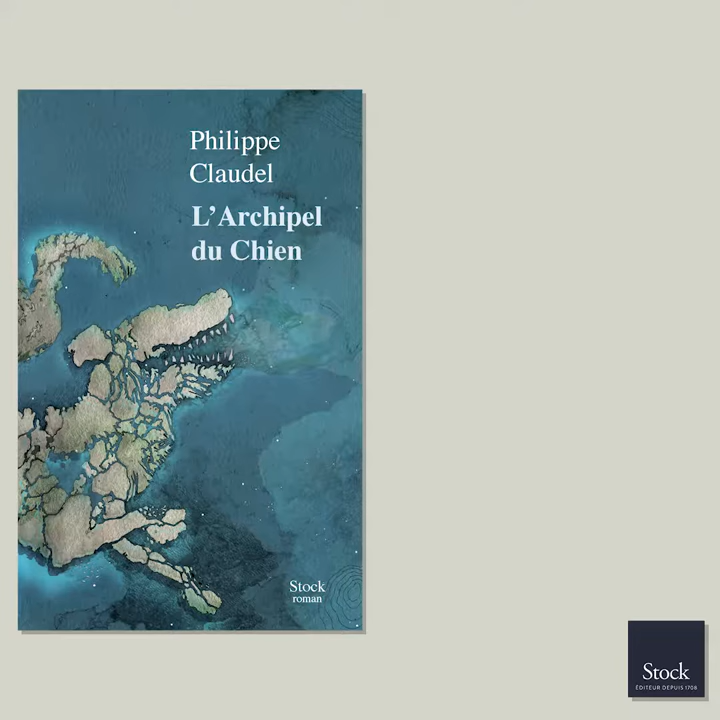 Philippe
Claudel
L’Archipel
du Chien
Stock
roman
Stock
ÉDITEUR DEPUIS 1708